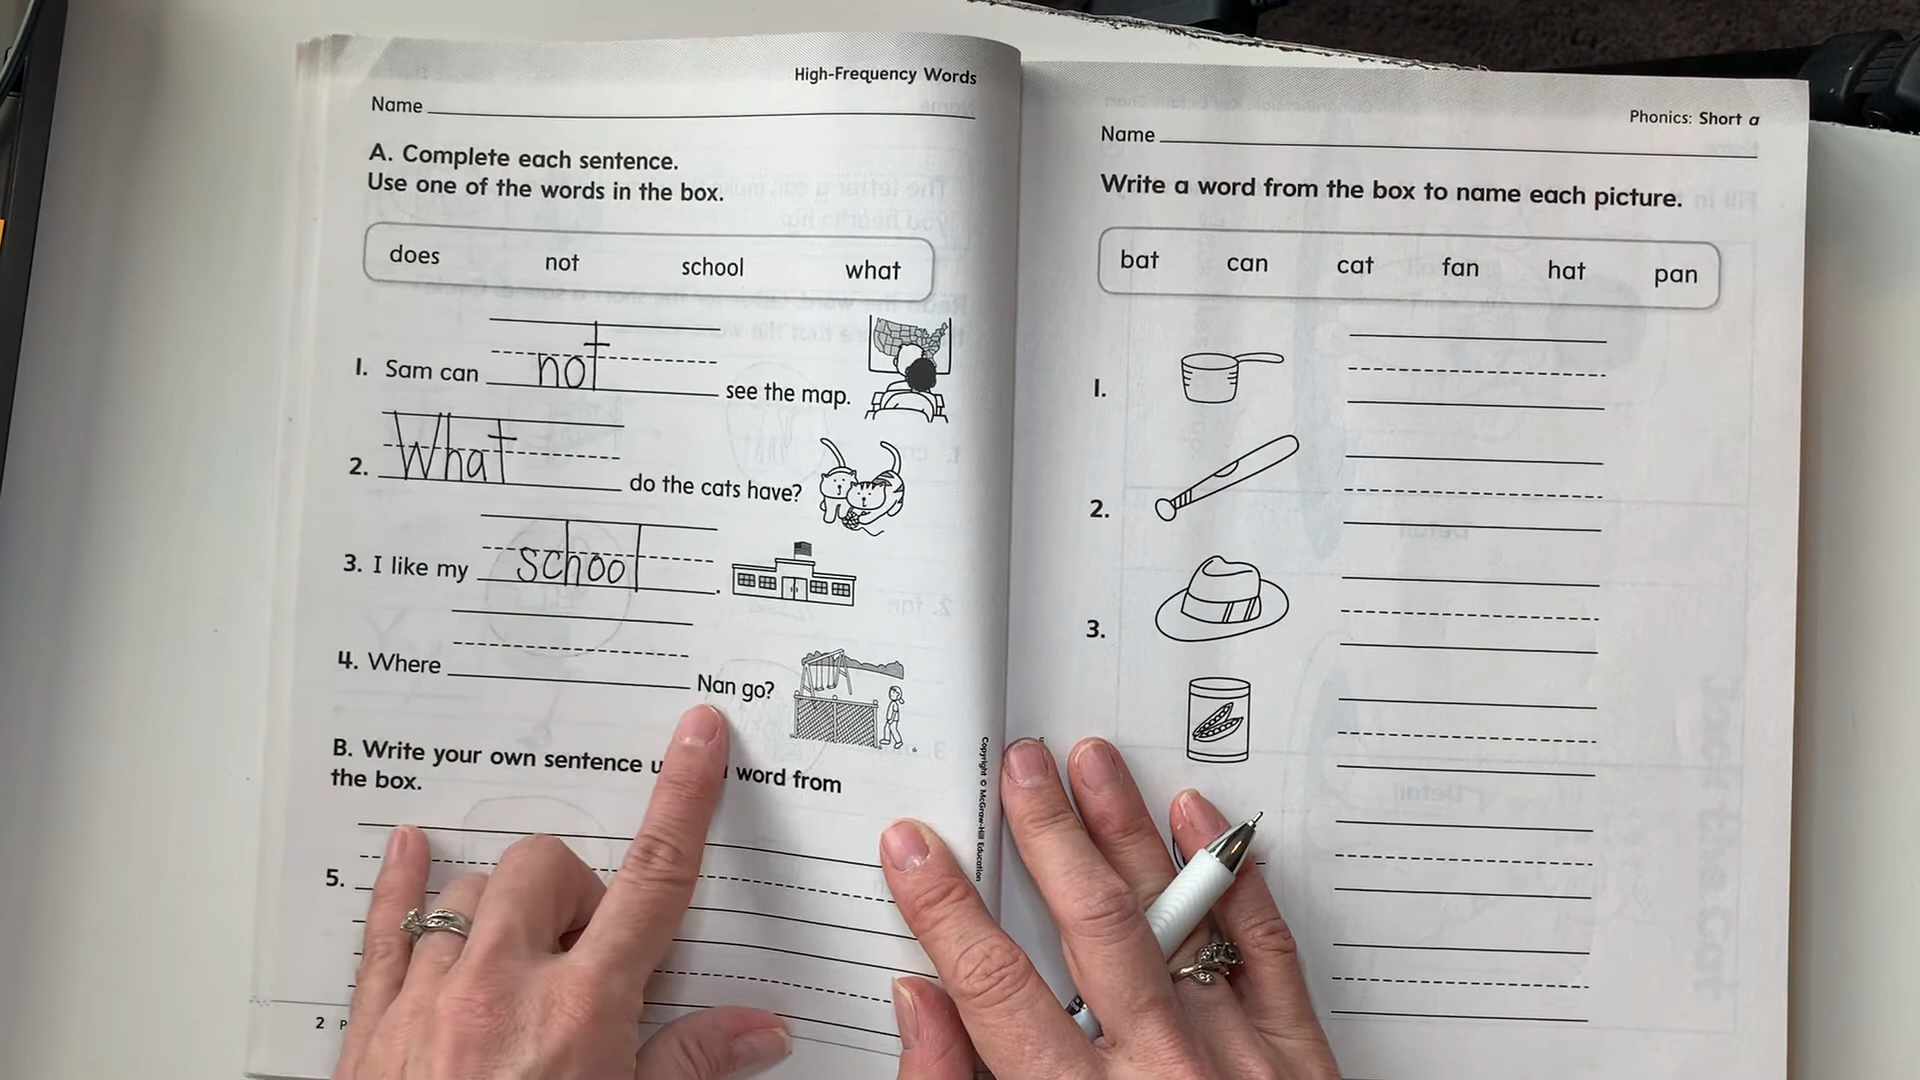 High-Frequency Words
Name
A. Complete each sentence.
Use one of the words in the box.
does not school what
1. Sam can not see the map.
2. What do the cats have?
3. I like my school.
4. Where Nan go?
B. Write your own sentence word from
the box.
5.
2
Copyright © McGraw-Hill Education
Phonics: Short a
Name
Write a word from the box to name each picture.
bat can cat fan hat pan
1.
2.
3.